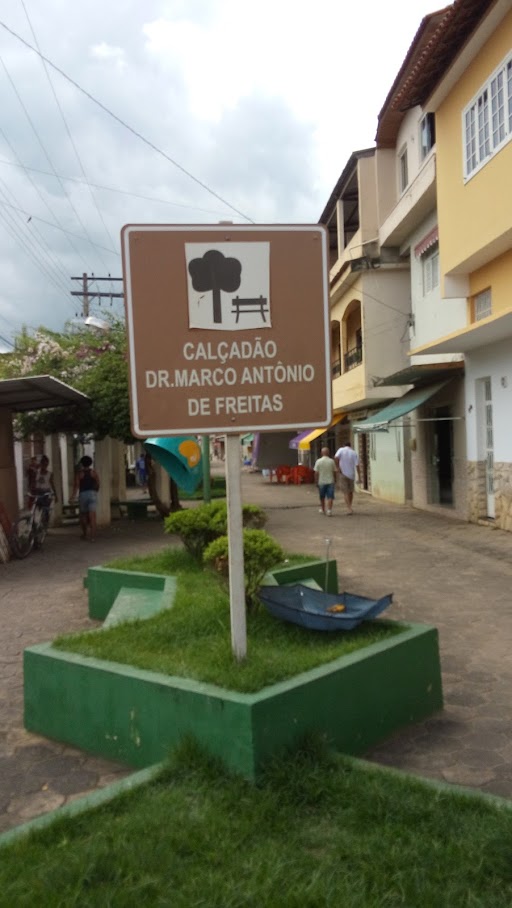 CALÇADÃO
DR.MARCO ANTÔNIO
DE FREITAS